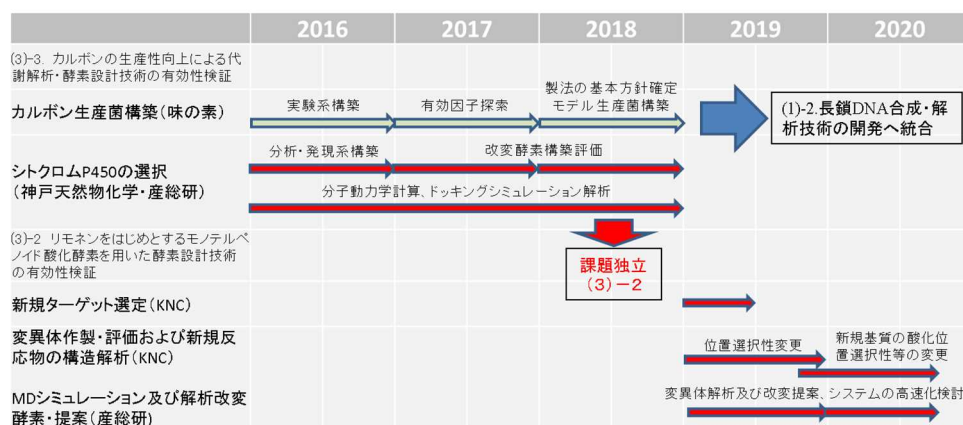 2016 2017 2018 2019 2020
(3)-3. カルボンの生産性向上による代
謝解析・酵素設計技術の有効性検証
カルボン生産菌構築(味の素)
実験系構築
有効因子探索
製法の基本方針確定
モデル生産菌構築
(1)-2.長鎖DNA合成・解
析技術の開発へ統合
シトクロムP450の選択
(神戸天然物化学・産総研)
分析・発現系構築
改変酵素構築評価
分子動力学計算、ドッキングシミュレーション解析
(3)-2 リモネンをはじめとするモノテルペ
ノイド酸化酵素を用いた酵素設計技術
の有効性検証
課題独立
(3)-2
新規ターゲット選定(KNC)
変異体作製・評価および新規反
応物の構造解析(KNC)
位置選択性変更
新規基質の酸化位
置選択性等の変更
MDシミュレーション及び解析改変
酵素・提案(産総研)
変異体解析及び改変提案、システムの高速化検討